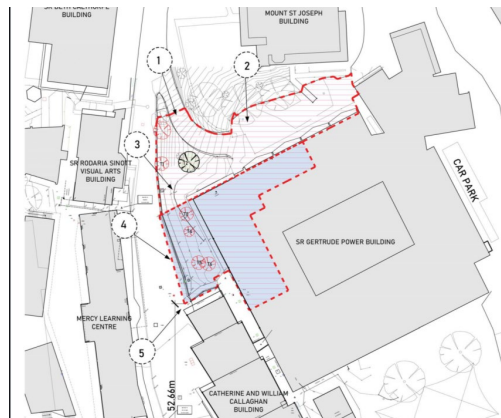 BUILDING
MOUNT ST JOSEPH
BUILDING
1
2
3
SR RODARIA SINOTT
VISUAL ARTS
BUILDING
CAR PARK
4
SR GERTRUDE POWER BUILDING
MERCY LEARNING
CENTRE
5
52.66m
CATHERINE AND WILLIAM
CALLAGHAN
BUILDING